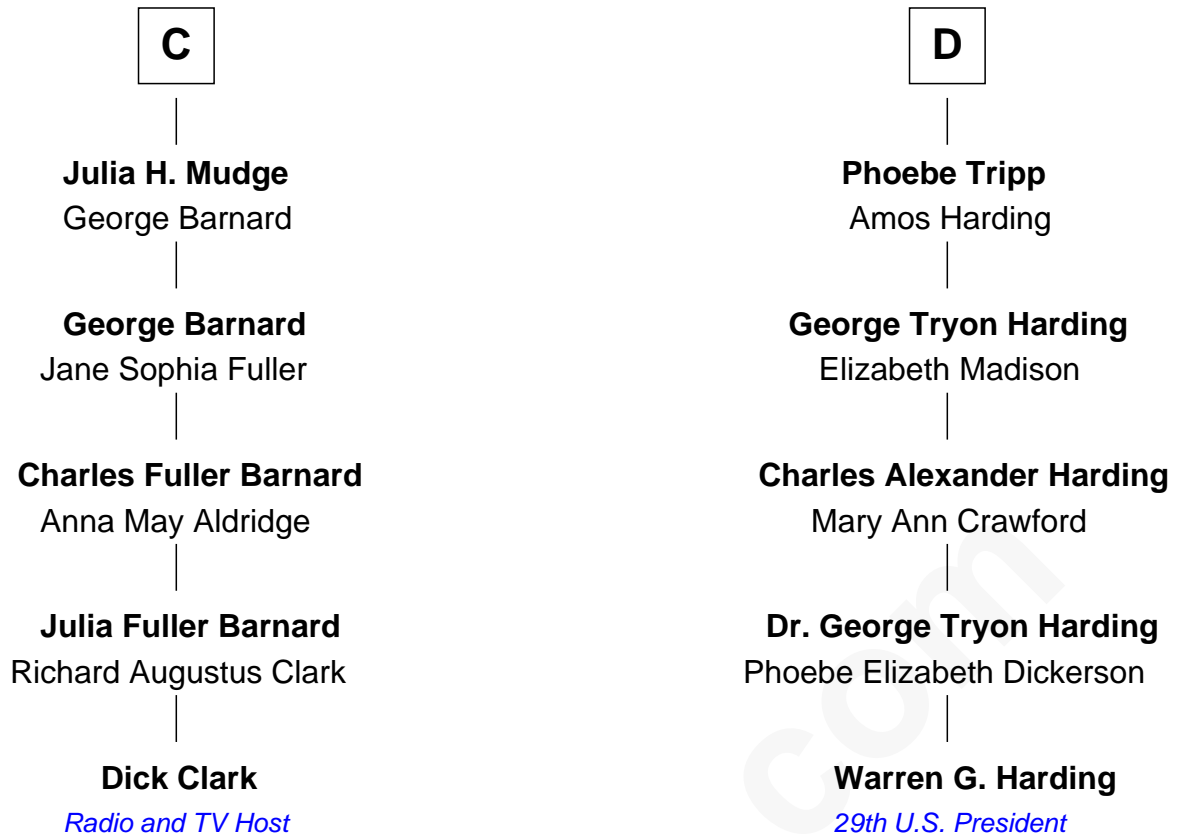 C
Julia H. Mudge
George Barnard
George Barnard
Jane Sophia Fuller
Charles Fuller Barnard
Anna May Aldridge
Julia Fuller Barnard
Richard Augustus Clark
Dick Clark
Radio and TV Host
D
Phoebe Tripp
Amos Harding
George Tryon Harding
Elizabeth Madison
Charles Alexander Harding
Mary Ann Crawford
Dr. George Tryon Harding
Phoebe Elizabeth Dickerson
Warren G. Harding
29th U.S. President
com